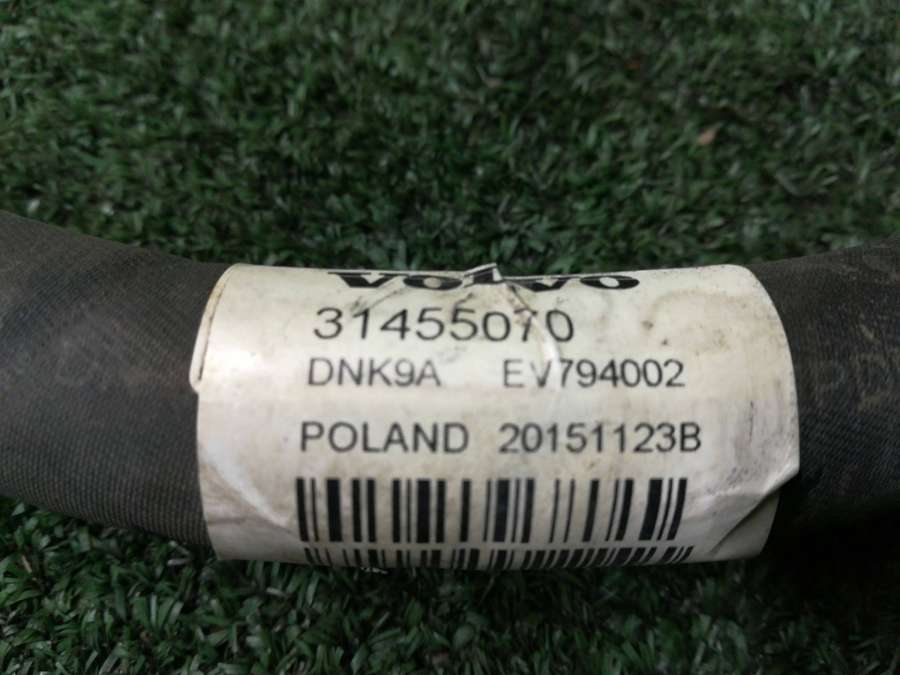 VOLVO
31455070
DNK9A EV794002
POLAND 20151123B